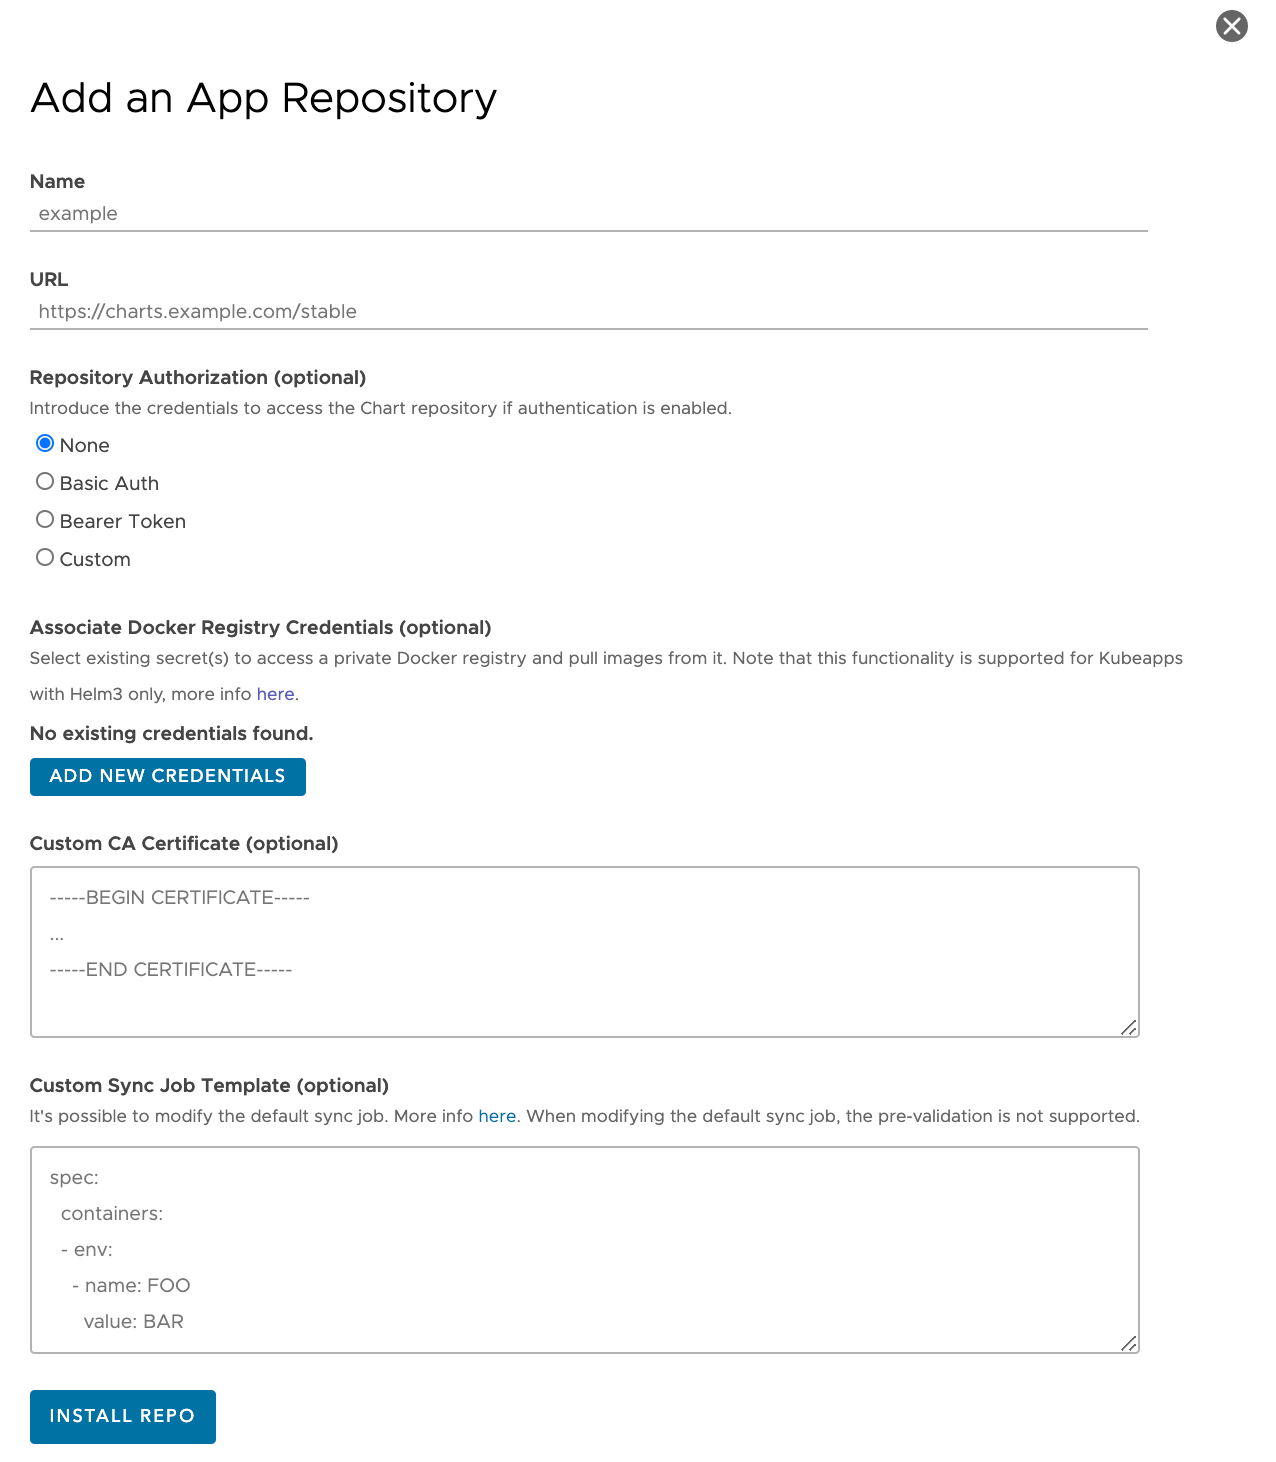 Add an App Repository
Name
example
URL
https://charts.example.com/stable
Repository Authorization (optional)
Introduce the credentials to access the Chart repository if authentication is enabled.
None
Basic Auth
Bearer Token
Custom
Associate Docker Registry Credentials (optional)
Select existing secret(s) to access a private Docker registry and pull images from it. Note that this functionality is supported for Kubeapps
with Helm3 only, more info here.
No existing credentials found.
ADD NEW CREDENTIALS
Custom CA Certificate (optional)
-----BEGIN CERTIFICATE-----
...
-----END CERTIFICATE-----
Custom Sync Job Template (optional)
It's possible to modify the default sync job. More info here. When modifying the default sync job, the pre-validation is not supported.
spec:
  containers:
  - env:
    - name: FOO
      value: BAR
INSTALL REPO